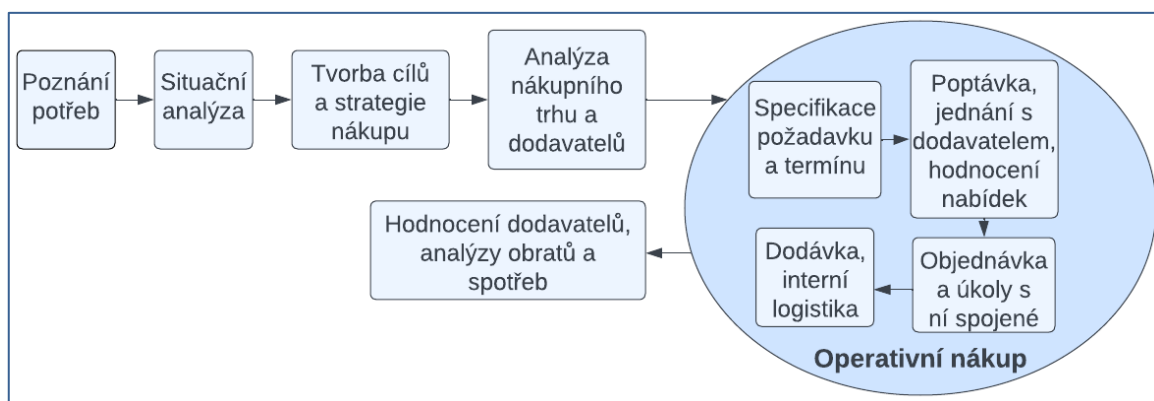 Poznání
potřeb
Situační
analýza
Tvorba cílů
a strategie
nákupu
Analýza
nákupního
trhu a
dodavatelů
Specifikace
požadavku
a termínu
Poptávka,
jednání s
dodavatelem,
hodnocení
nabídek
Objednávka
a úkoly s
ní spojené
Dodávka,
interní
logistika
Operativní nákup
Hodnocení dodavatelů,
analýzy obratů a
spotřeb